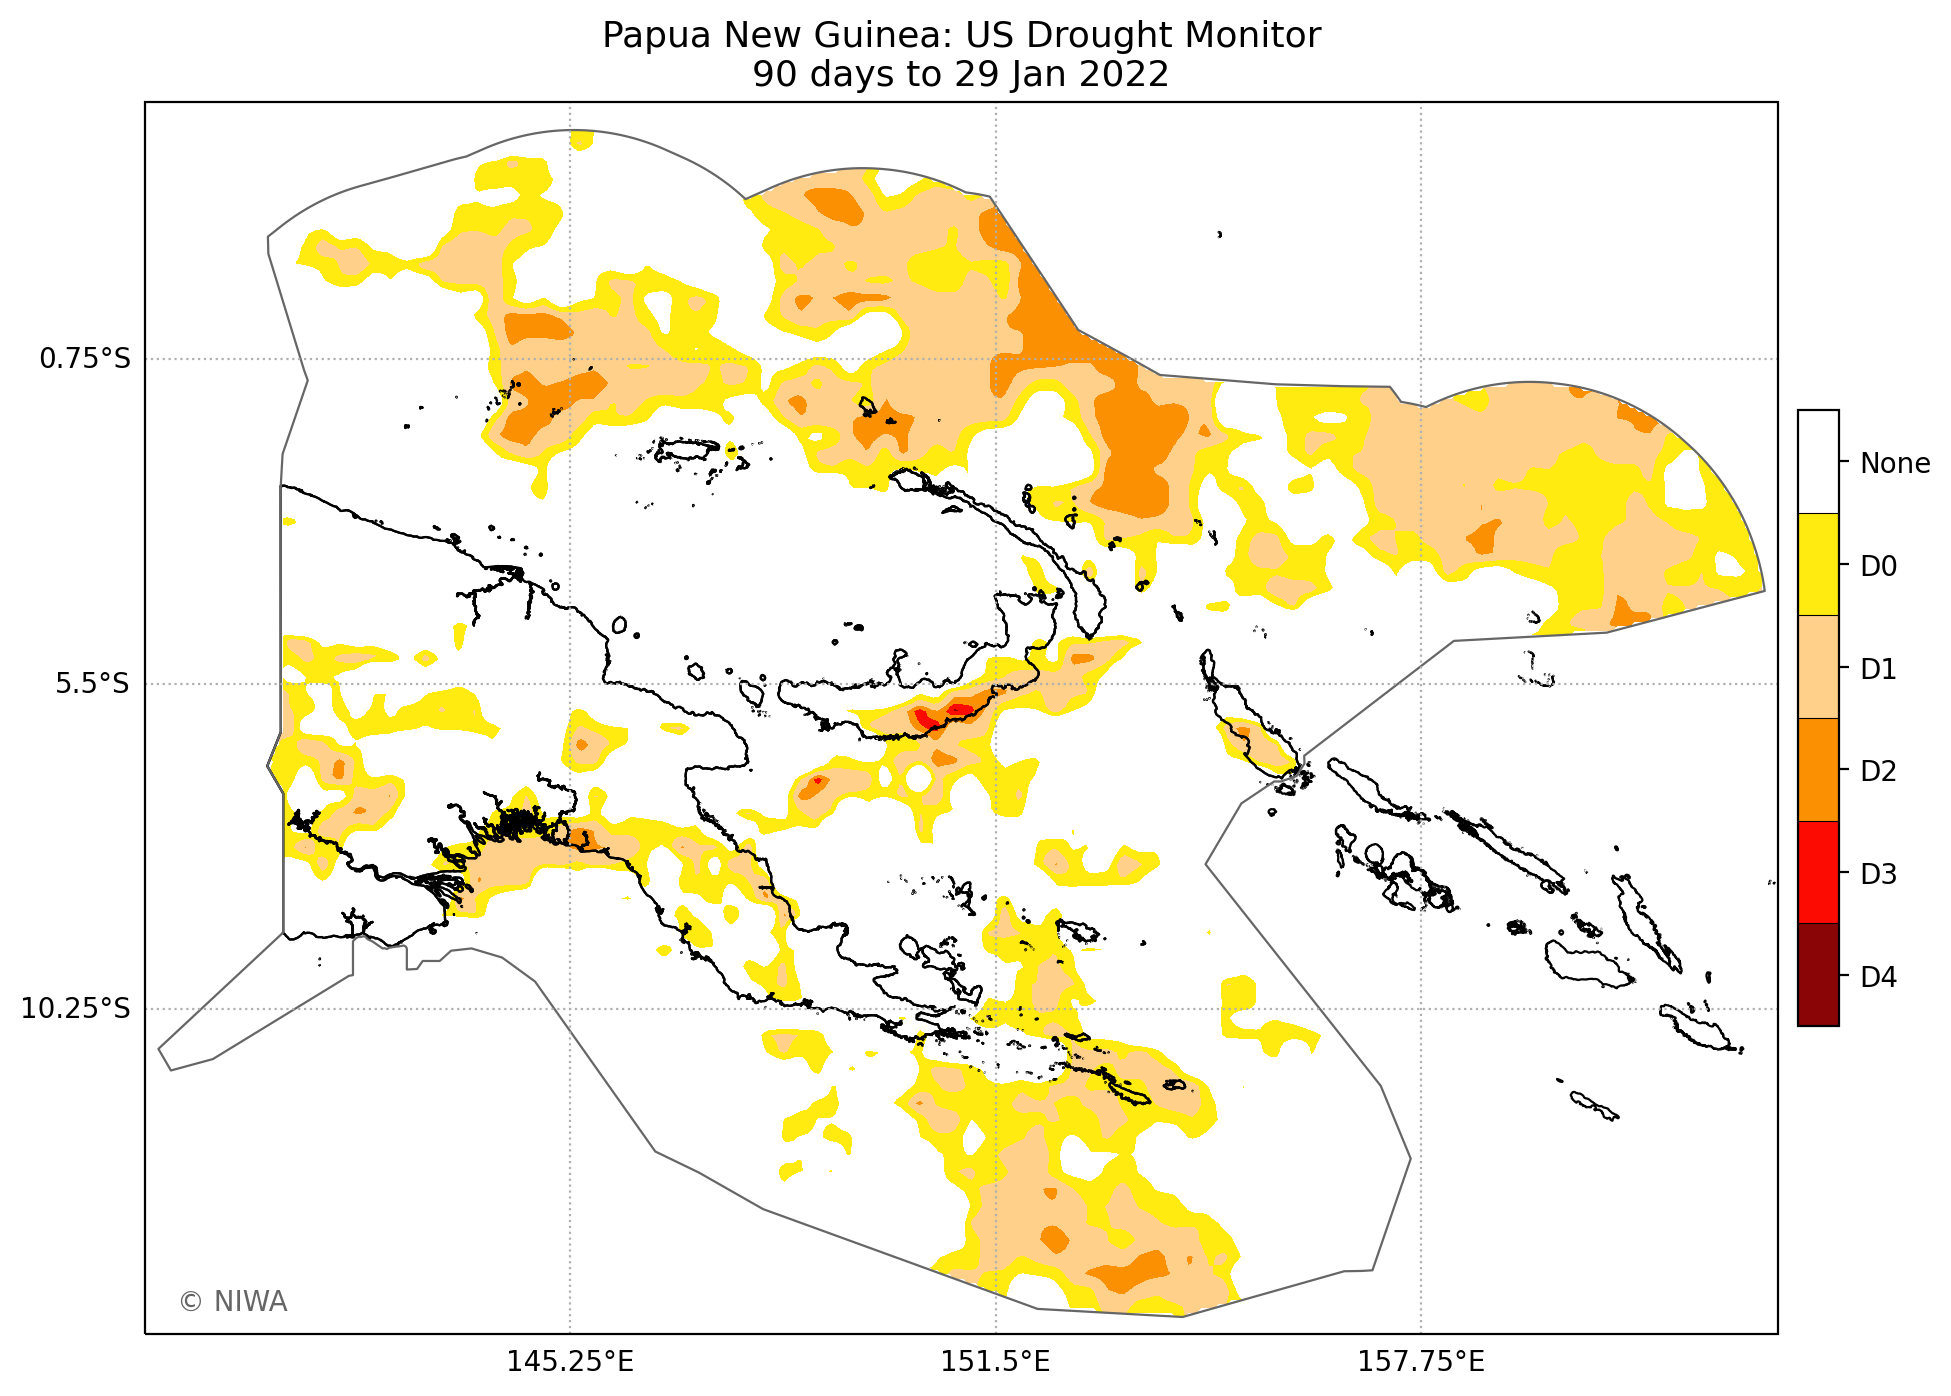 Papua New Guinea: US Drought Monitor
90 days to 29 Jan 2022
0.75°S
5.5°S
10.25°S
145.25°E
151.5°E
157.75°E
None
D0
D1
D2
D3
D4
© NIWA